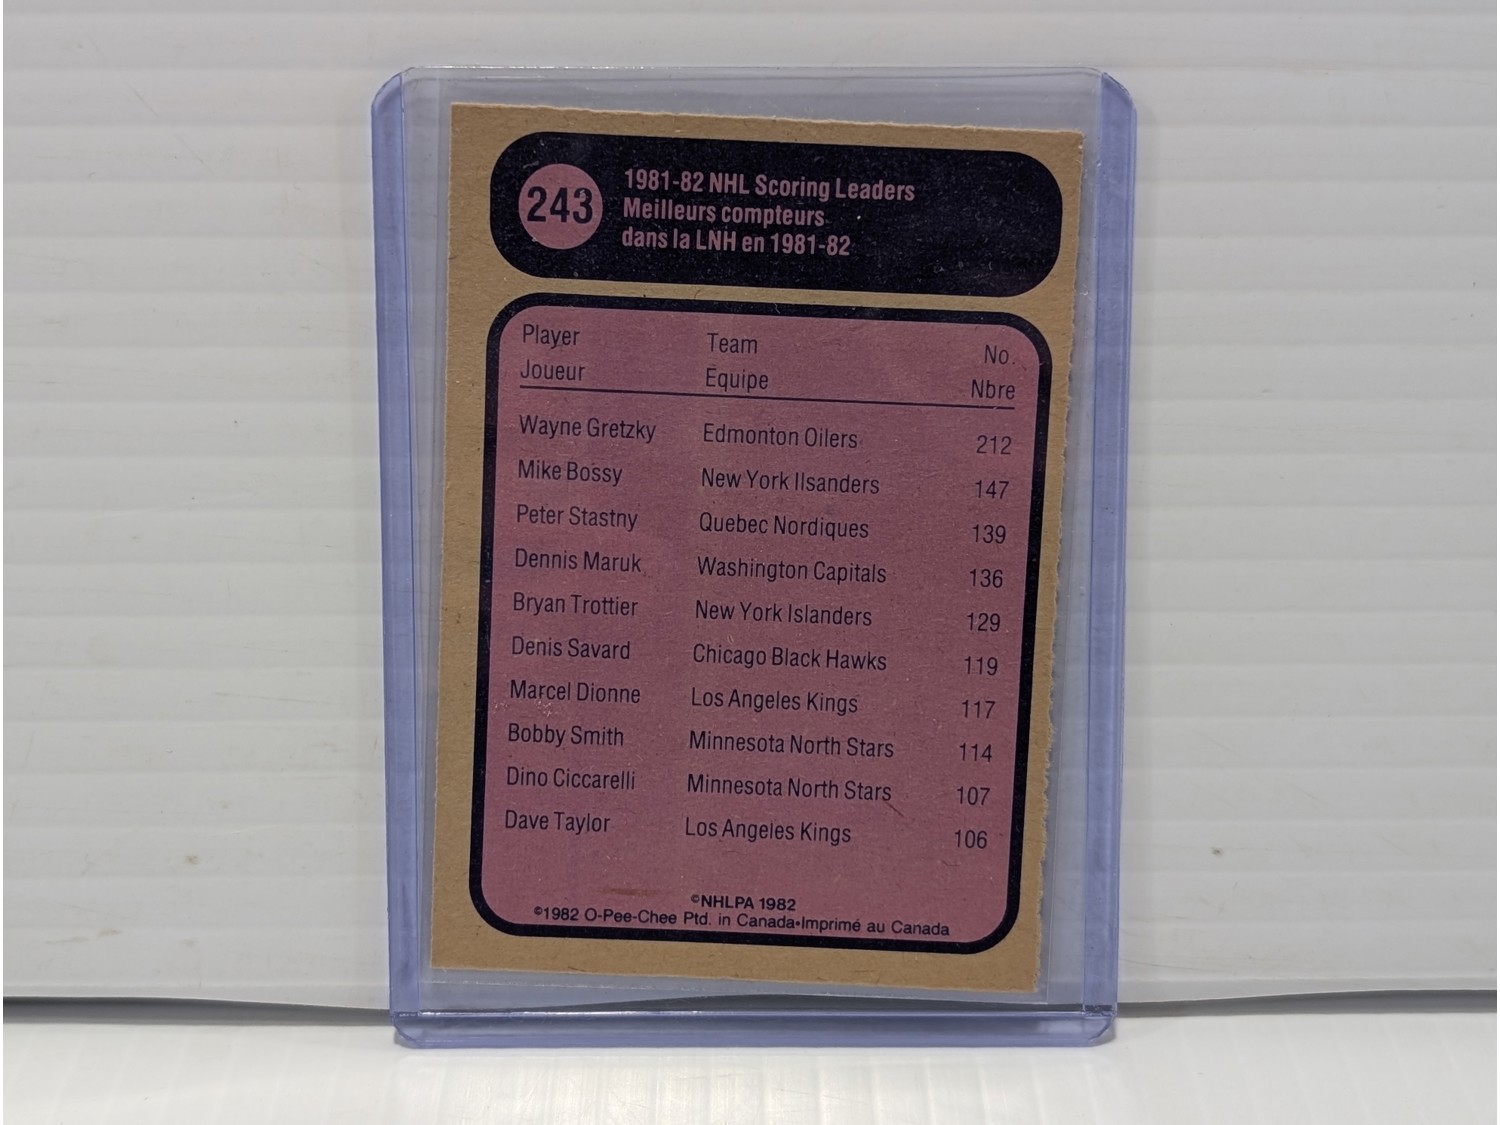 243
1981-82 NHL Scoring Leaders
Meilleurs compteurs
dans la LNH en 1981-82
Player Team No.
Joueur Équipe Nbre
Wayne Gretzky Edmonton Oilers 212
Mike Bossy New York Ilsanders 147
Peter Stastny Quebec Nordiques 139
Dennis Maruk Washington Capitals 136
Bryan Trottier New York Islanders 129
Denis Savard Chicago Black Hawks 119
Marcel Dionne Los Angeles Kings 117
Bobby Smith Minnesota North Stars 114
Dino Ciccarelli Minnesota North Stars 107
Dave Taylor Los Angeles Kings 106
©NHLPA 1982
©1982 O-Pee-Chee Ptd. in Canada•Imprimé au Canada